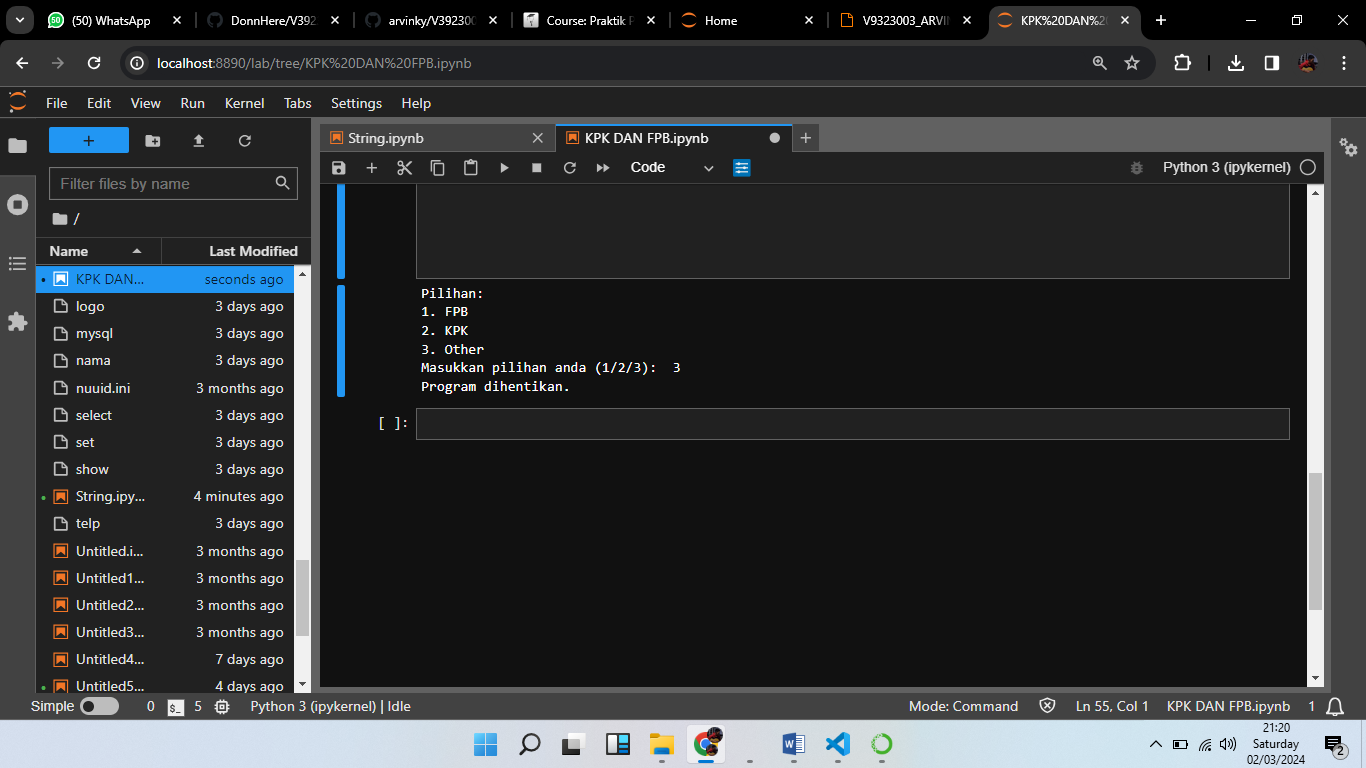 (50) WhatsApp
DonnHere/V392
arvinky/V39230
Course: Praktik P
Home
V9323003_ARVI
KPK%20DAN%20
localhost:8890/lab/tree/KPK%20DAN%20FPB.ipynb
File Edit View Run Kernel Tabs Settings Help
Filter files by name
/
Name Last Modified
KPK DAN... seconds ago
logo 3 days ago
mysql 3 days ago
nama 3 days ago
nuuid.ini 3 months ago
select 3 days ago
set 3 days ago
show 3 days ago
String.ipy... 4 minutes ago
telp 3 days ago
Untitled.i... 3 months ago
Untitled1... 3 months ago
Untitled2... 3 months ago
Untitled3... 3 months ago
Untitled4... 7 days ago
Untitled5... 4 days ago
String.ipynb
KPK DAN FPB.ipynb
Code
Python 3 (ipykernel)
Pilihan:
1. FPB
2. KPK
3. Other
Masukkan pilihan anda (1/2/3): 3
Program dihentikan.
[ ]:
Simple 0 $_ 5 Python 3 (ipykernel) | Idle Mode: Command Ln 55, Col 1 KPK DAN FPB.ipynb 1
21:20
Saturday
02/03/2024
2